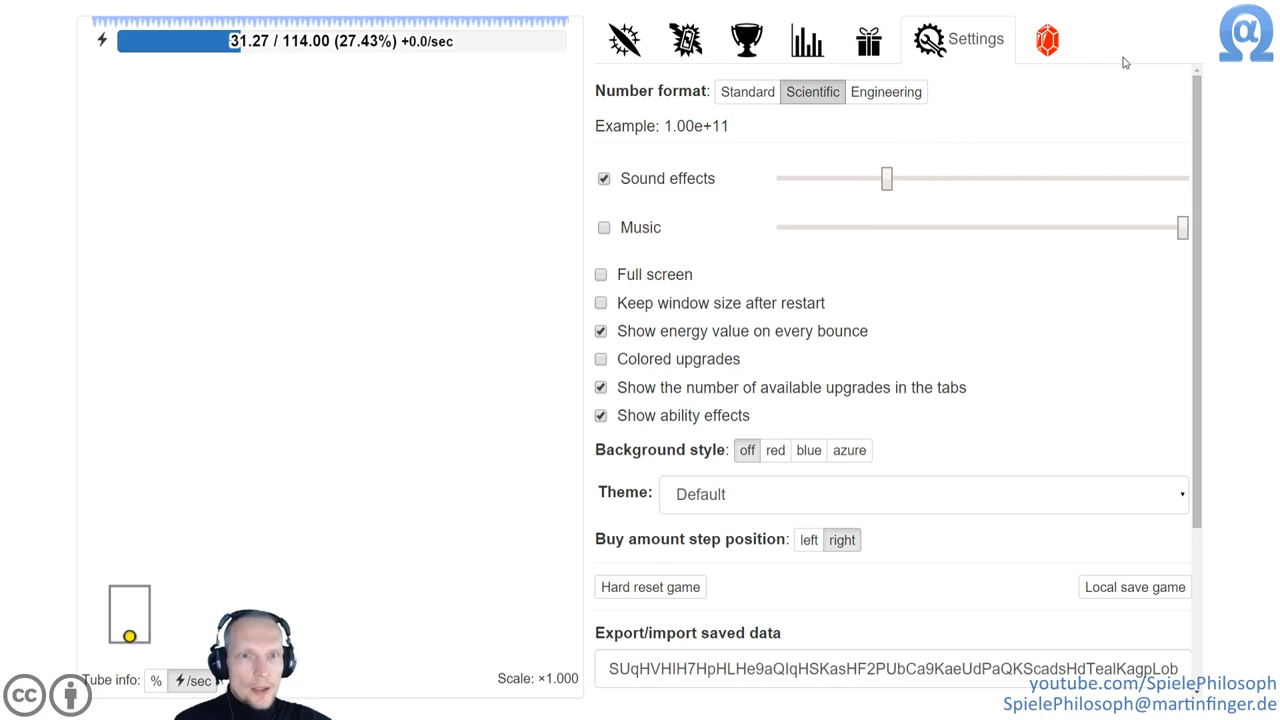 31.27 / 114.00 (27.43%) +0.0/sec
Settings
Number format: Standard Scientific Engineering
Example: 1.00e+11
Sound effects
Music
Full screen
Keep window size after restart
Show energy value on every bounce
Colored upgrades
Show the number of available upgrades in the tabs
Show ability effects
Background style: off red blue azure
Theme: Default
Buy amount step position: left right
Hard reset game Local save game
Export/import saved data
SUqHVHIH7HpHLHe9aQIqHSKasHF2PUbCa9KaeUdPaQKScadsHdTealKagpLob
Tube info: % /sec
Scale: ×1.000
youtube.com/SpielePhilosoph
SpielePhilosoph@martinfinger.de
cc
α
Ω